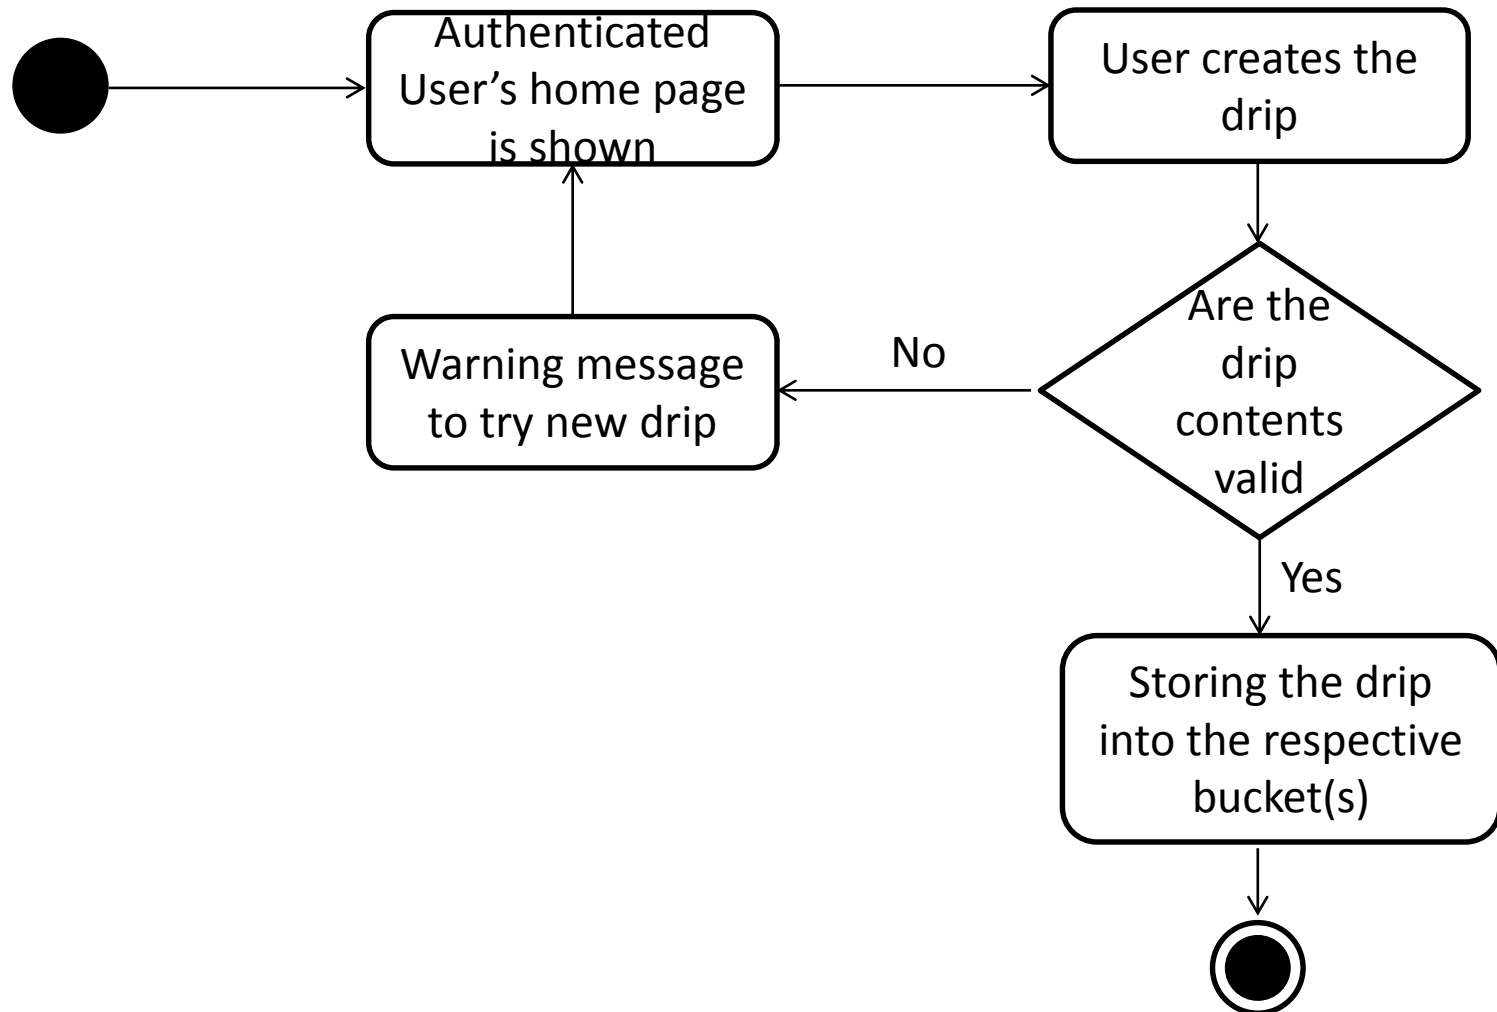 Authenticated
User’s home page
is shown
User creates the
drip
Are the
drip
contents
valid
No
Warning message
to try new drip
Yes
Storing the drip
into the respective
bucket(s)